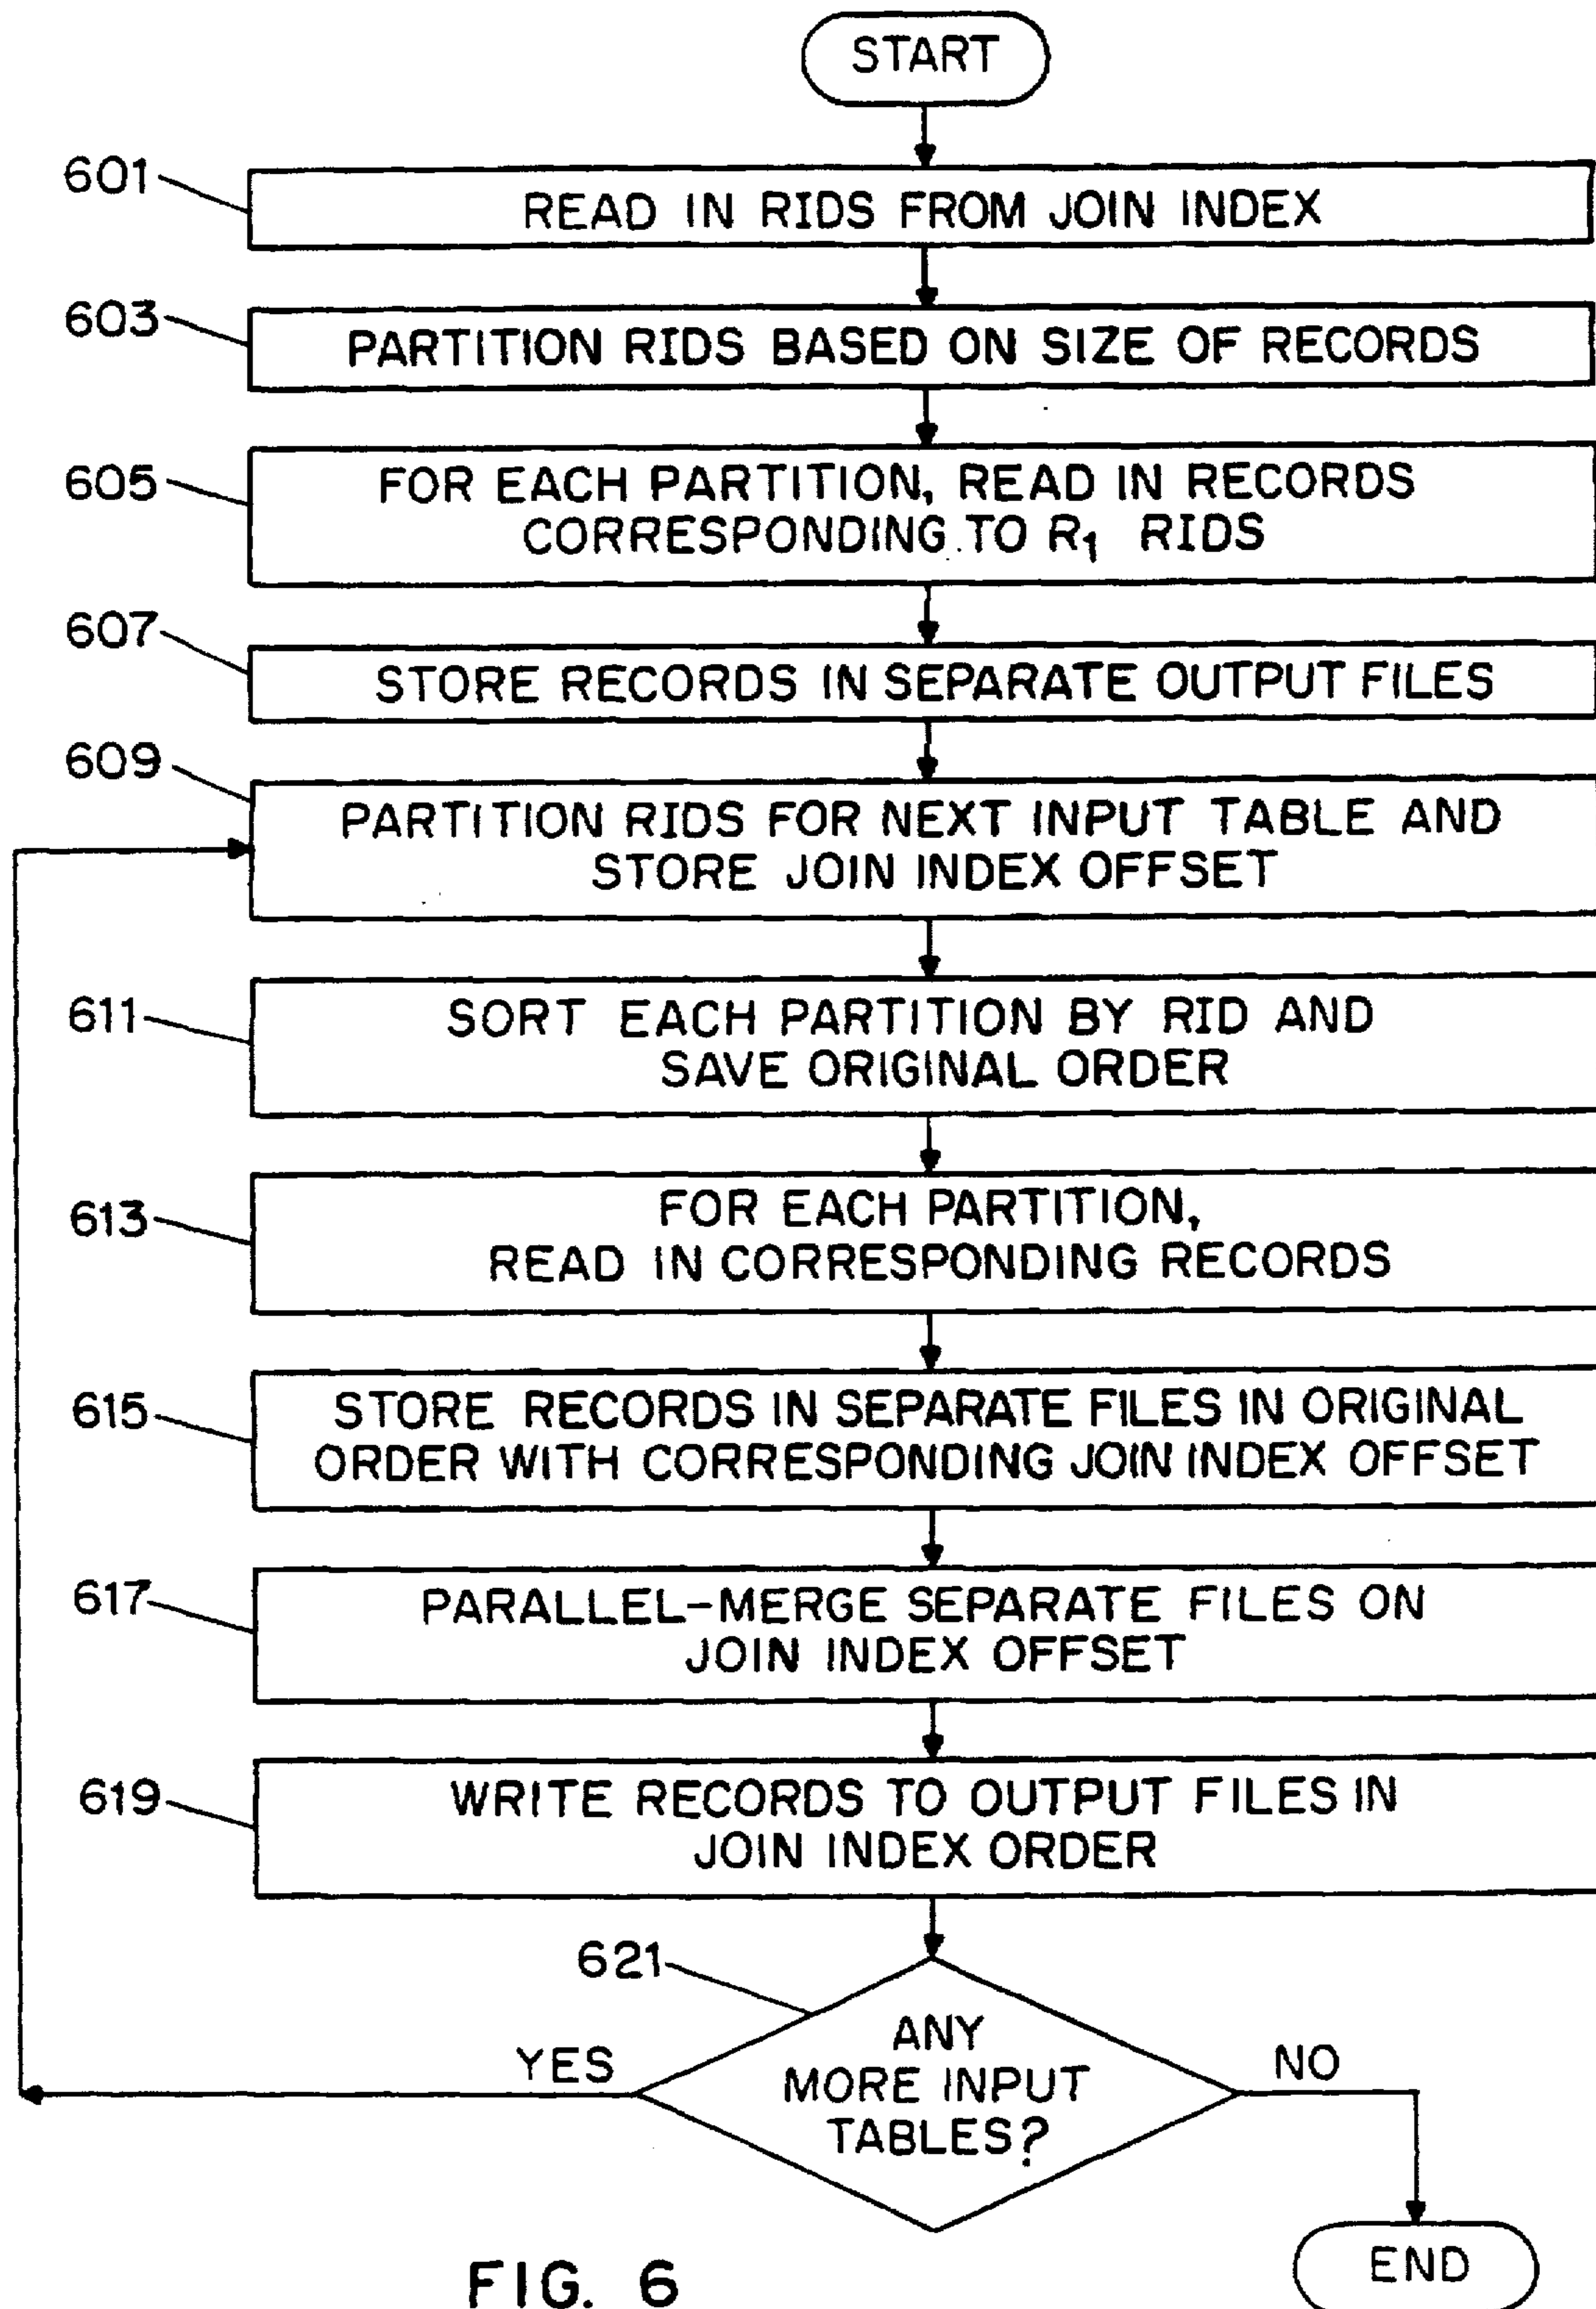 START
601
READ IN RIDS FROM JOIN INDEX
603
PARTITION RIDS BASED ON SIZE OF RECORDS
605
FOR EACH PARTITION, READ IN RECORDS
CORRESPONDING TO R₁ RIDS
607
STORE RECORDS IN SEPARATE OUTPUT FILES
609
PARTITION RIDS FOR NEXT INPUT TABLE AND
STORE JOIN INDEX OFFSET
611
SORT EACH PARTITION BY RID AND
SAVE ORIGINAL ORDER
613
FOR EACH PARTITION,
READ IN CORRESPONDING RECORDS
615
STORE RECORDS IN SEPARATE FILES IN ORIGINAL
ORDER WITH CORRESPONDING JOIN INDEX OFFSET
617
PARALLEL-MERGE SEPARATE FILES ON
JOIN INDEX OFFSET
619
WRITE RECORDS TO OUTPUT FILES IN
JOIN INDEX ORDER
621
ANY
MORE INPUT
TABLES?
YES
NO
END
FIG. 6